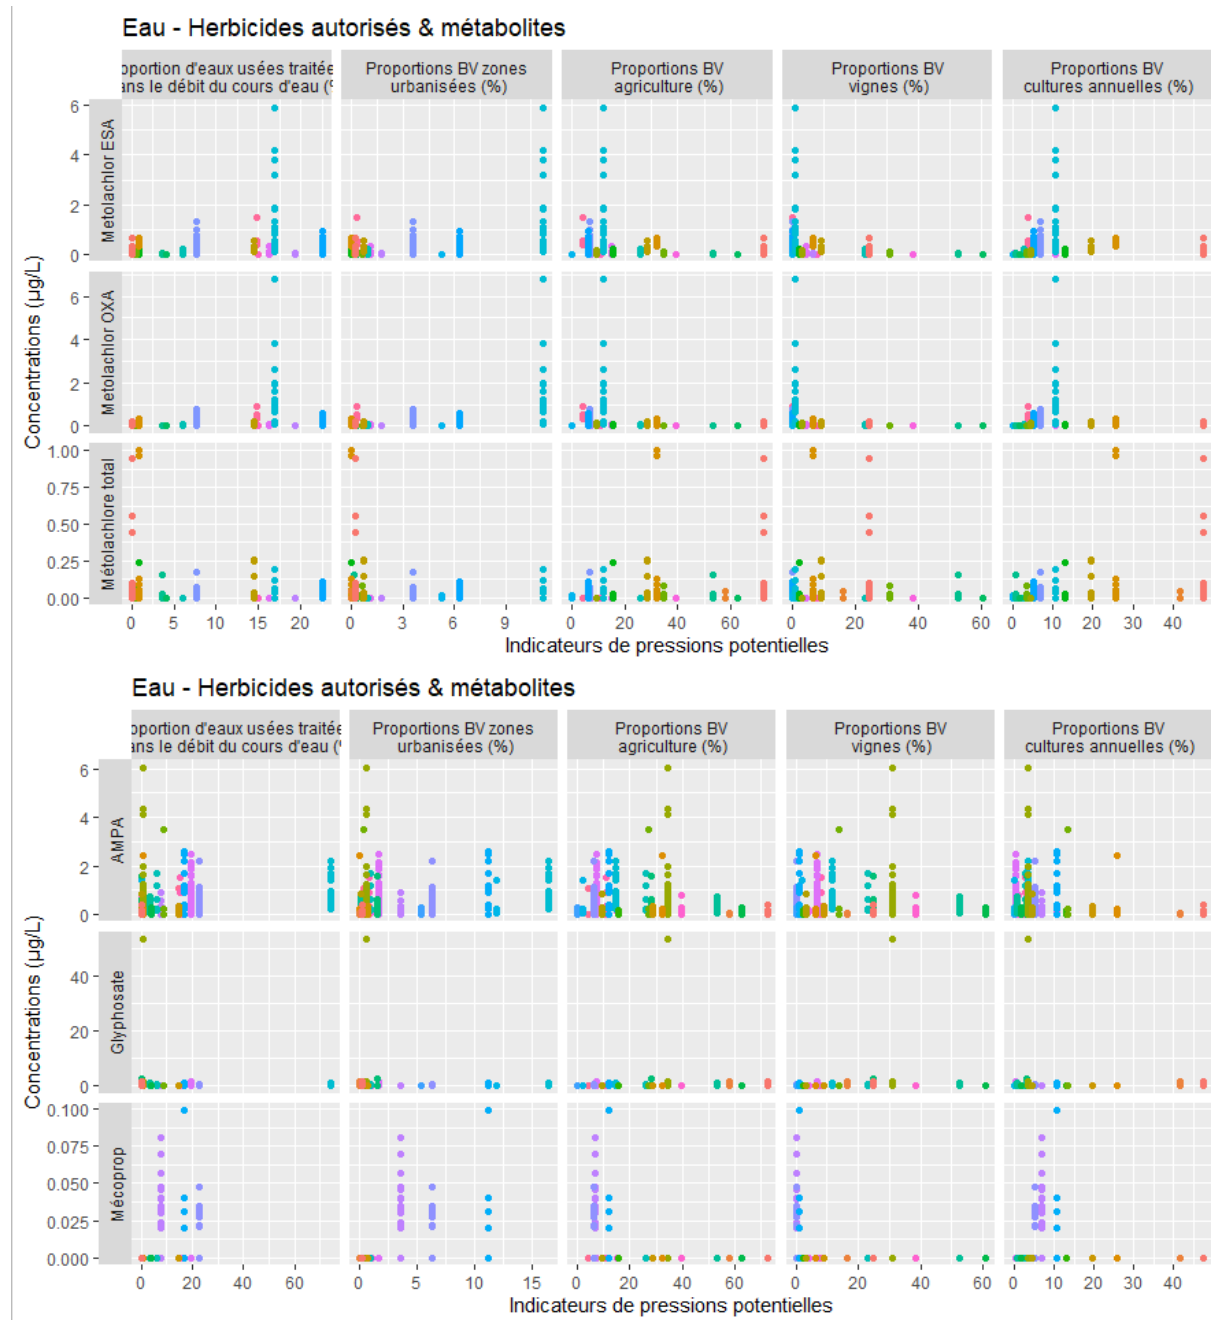 Eau - Herbicides autorisés & métabolites
oportion d'eaux usées traitée
ans le débit du cours d'eau (%
Proportions BV zones
urbanisées (%)
Proportions BV
agriculture (%)
Proportions BV
vignes (%)
Proportions BV
cultures annuelles (%)
Concentrations (µg/L)
Metolachlor ESA
6
4
2
0
Metolachlor OXA
6
4
2
0
Métolachlore total
1.00
0.75
0.50
0.25
0.00
0 5 10 15 20
0 3 6 9
0 20 40 60
0 20 40 60
0 10 20 30 40
Indicateurs de pressions potentielles
Eau - Herbicides autorisés & métabolites
oportion d'eaux usées traitée
ans le débit du cours d'eau (%
Proportions BV zones
urbanisées (%)
Proportions BV
agriculture (%)
Proportions BV
vignes (%)
Proportions BV
cultures annuelles (%)
Concentrations (µg/L)
AMPA
6
4
2
0
Glyphosate
40
20
0
Mécoprop
0.100
0.075
0.050
0.025
0.000
0 20 40 60
0 5 10 15
0 20 40 60
0 20 40 60
0 10 20 30 40
Indicateurs de pressions potentielles